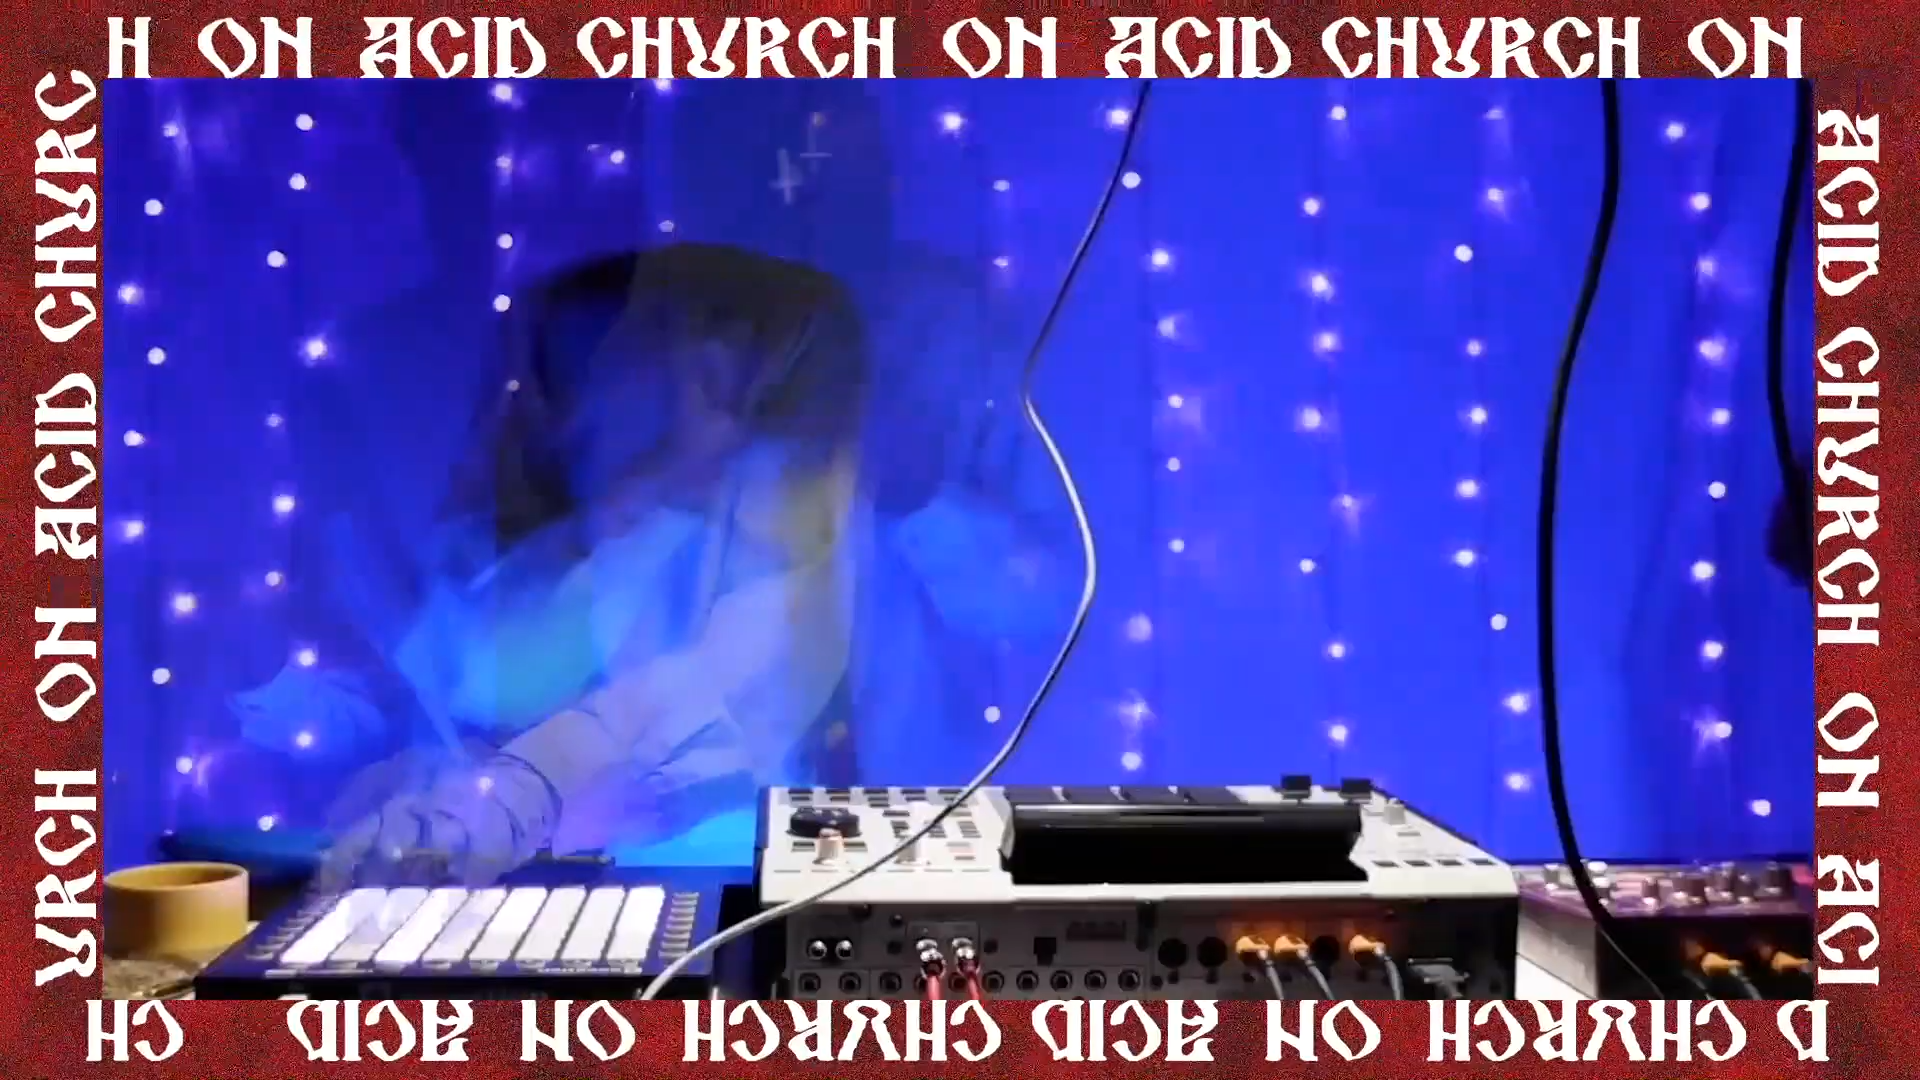 H ON ACID CHURCH ON ACID CHURCH ON
ACID CHURCH ON ACI
D CHURCH ON ACID CHURCH ON ACID CH
URCH ON ACID CHURC